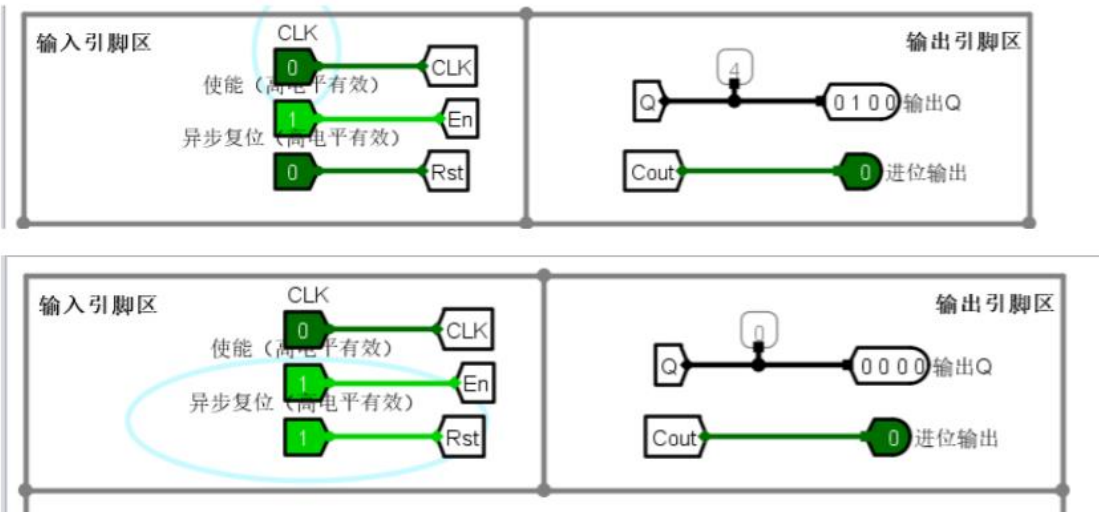 输入引脚区
CLK
输出引脚区
0
CLK
使能（高电平有效）
4
1
En
Q
0 1 0 0
输出Q
异步复位（高电平有效）
0
Rst
Cout
0
进位输出
输入引脚区
CLK
输出引脚区
0
CLK
使能（高电平有效）
0
1
En
Q
0 0 0 0
输出Q
异步复位（高电平有效）
1
Rst
Cout
0
进位输出